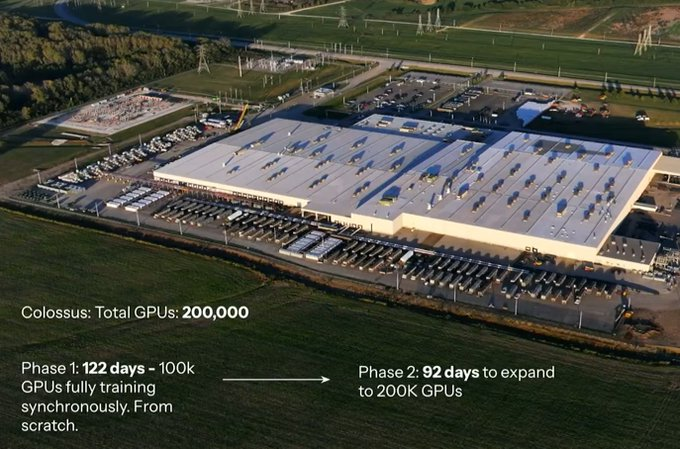 Colossus: Total GPUs: 200,000
Phase 1: 122 days - 100k
GPUs fully training
synchronously. From
scratch.
Phase 2: 92 days to expand
to 200K GPUs